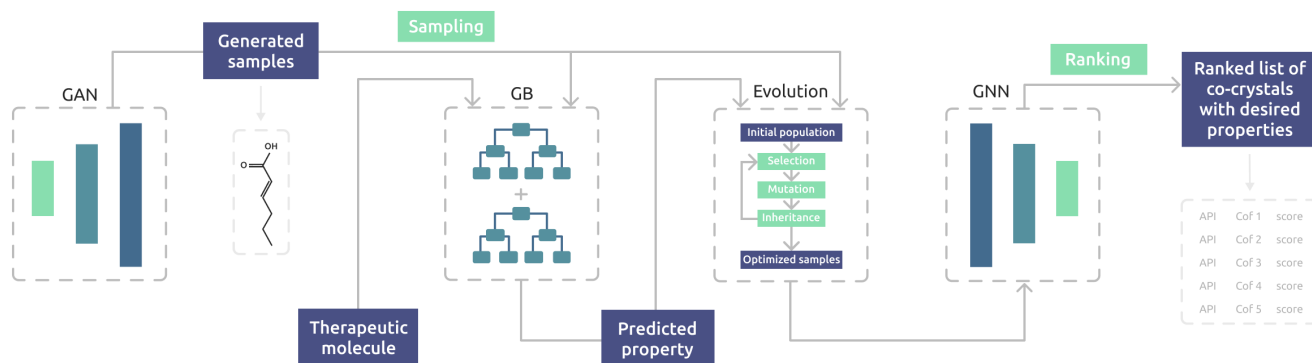 GAN
Generated
samples
Sampling
O
OH
Therapeutic
molecule
GB
+
Predicted
property
Evolution
Initial population
Selection
Mutation
Inheritance
Optimized samples
GNN
Ranking
Ranked list of
co-crystals
with desired
properties
API Cof 1 score
API Cof 2 score
API Cof 3 score
API Cof 4 score
API Cof 5 score